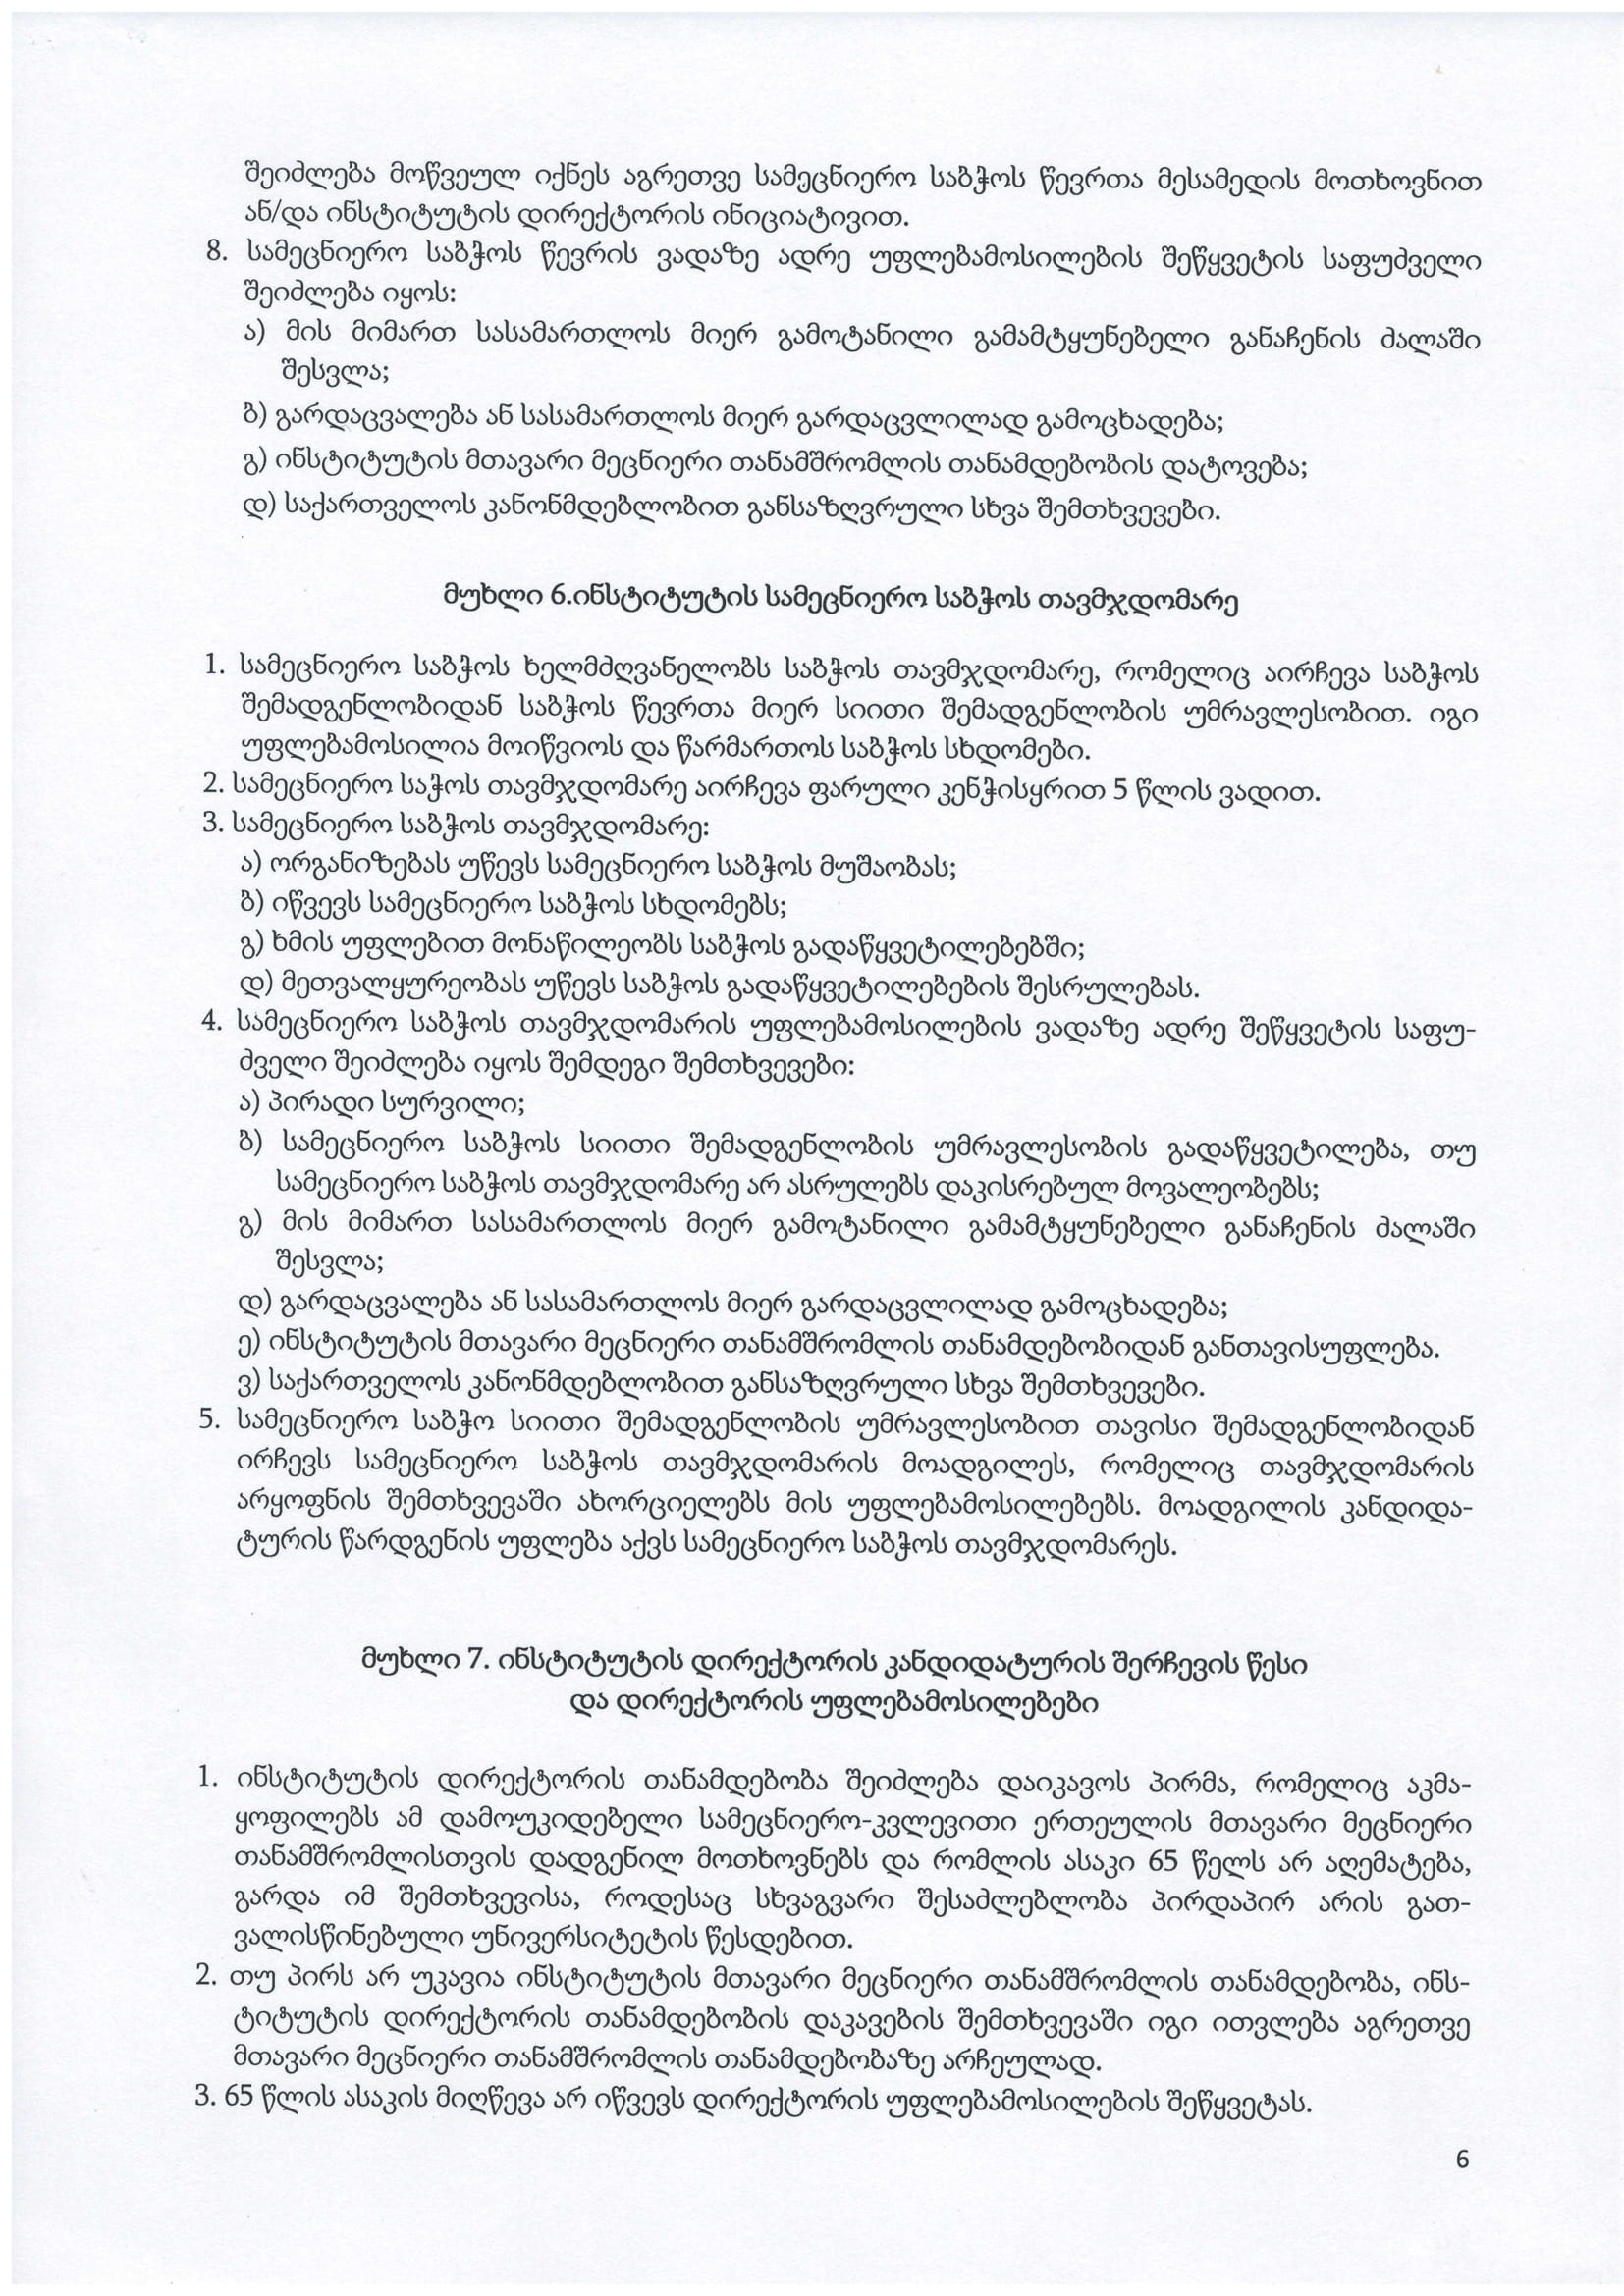 შეიძლება მოწვეულ იქნეს აგრეთვე სამეცნიერო საბჭოს წევრთა მესამედის მოთხოვნით
ან/და ინსტიტუტის დირექტორის ინიციატივით.
8. სამეცნიერო საბჭოს წევრის ვადაზე ადრე უფლებამოსილების შეწყვეტის საფუძველი
შეიძლება იყოს:
ა) მის მიმართ სასამართლოს მიერ გამოტანილი გამამტყუნებელი განაჩენის ძალაში
შესვლა;
ბ) გარდაცვალება ან სასამართლოს მიერ გარდაცვლილად გამოცხადება;
გ) ინსტიტუტის მთავარი მეცნიერი თანამშრომლის თანამდებობის დატოვება;
დ) საქართველოს კანონმდებლობით განსაზღვრული სხვა შემთხვევები.
მუხლი 6.ინსტიტუტის სამეცნიერო საბჭოს თავმჯდომარე
1. სამეცნიერო საბჭოს ხელმძღვანელობს საბჭოს თავმჯდომარე, რომელიც აირჩევა საბჭოს
შემადგენლობიდან საბჭოს წევრთა მიერ სიითი შემადგენლობის უმრავლესობით. იგი
უფლებამოსილია მოიწვიოს და წარმართოს საბჭოს სხდომები.
2. სამეცნიერო საჭოს თავმჯდომარე აირჩევა ფარული კენჭისყრით 5 წლის ვადით.
3. სამეცნიერო საბჭოს თავმჯდომარე:
ა) ორგანიზებას უწევს სამეცნიერო საბჭოს მუშაობას;
ბ) იწვევს სამეცნიერო საბჭოს სხდომებს;
გ) ხმის უფლებით მონაწილეობს საბჭოს გადაწყვეტილებებში;
დ) მეთვალყურეობას უწევს საბჭოს გადაწყვეტილებების შესრულებას.
4. სამეცნიერო საბჭოს თავმჯდომარის უფლებამოსილების ვადაზე ადრე შეწყვეტის საფუ-
ძველი შეიძლება იყოს შემდეგი შემთხვევები:
ა) პირადი სურვილი;
ბ) სამეცნიერო საბჭოს სიითი შემადგენლობის უმრავლესობის გადაწყვეტილება, თუ
სამეცნიერო საბჭოს თავმჯდომარე არ ასრულებს დაკისრებულ მოვალეობებს;
გ) მის მიმართ სასამართლოს მიერ გამოტანილი გამამტყუნებელი განაჩენის ძალაში
შესვლა;
დ) გარდაცვალება ან სასამართლოს მიერ გარდაცვლილად გამოცხადება;
ე) ინსტიტუტის მთავარი მეცნიერი თანამშრომლის თანამდებობიდან განთავისუფლება.
ვ) საქართველოს კანონმდებლობით განსაზღვრული სხვა შემთხვევები.
5. სამეცნიერო საბჭო სიითი შემადგენლობის უმრავლესობით თავისი შემადგენლობიდან
ირჩევს სამეცნიერო საბჭოს თავმჯდომარის მოადგილეს, რომელიც თავმჯდომარის
არყოფნის შემთხვევაში ახორციელებს მის უფლებამოსილებებს. მოადგილის კანდიდა-
ტურის წარდგენის უფლება აქვს სამეცნიერო საბჭოს თავმჯდომარეს.
მუხლი 7. ინსტიტუტის დირექტორის კანდიდატურის შერჩევის წესი
და დირექტორის უფლებამოსილებები
1. ინსტიტუტის დირექტორის თანამდებობა შეიძლება დაიკავოს პირმა, რომელიც აკმა-
ყოფილებს ამ დამოუკიდებელი სამეცნიერო-კვლევითი ერთეულის მთავარი მეცნიერი
თანამშრომლისთვის დადგენილ მოთხოვნებს და რომლის ასაკი 65 წელს არ აღემატება,
გარდა იმ შემთხვევისა, როდესაც სხვაგვარი შესაძლებლობა პირდაპირ არის გათ-
ვალისწინებული უნივერსიტეტის წესდებით.
2. თუ პირს არ უკავია ინსტიტუტის მთავარი მეცნიერი თანამშრომლის თანამდებობა, ინს-
ტიტუტის დირექტორის თანამდებობის დაკავების შემთხვევაში იგი ითვლება აგრეთვე
მთავარი მეცნიერი თანამშრომლის თანამდებობაზე არჩეულად.
3. 65 წლის ასაკის მიღწევა არ იწვევს დირექტორის უფლებამოსილების შეწყვეტას.
6